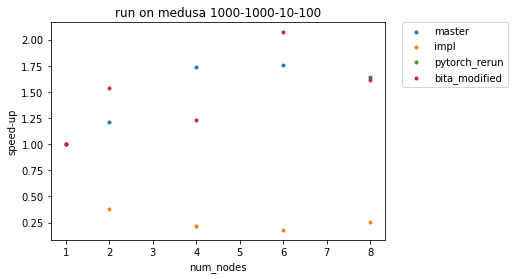 run on medusa 1000-1000-10-100
master
impl
pytorch_rerun
bita_modified
speed-up
2.00
1.75
1.50
1.25
1.00
0.75
0.50
0.25
1 2 3 4 5 6 7 8
num_nodes